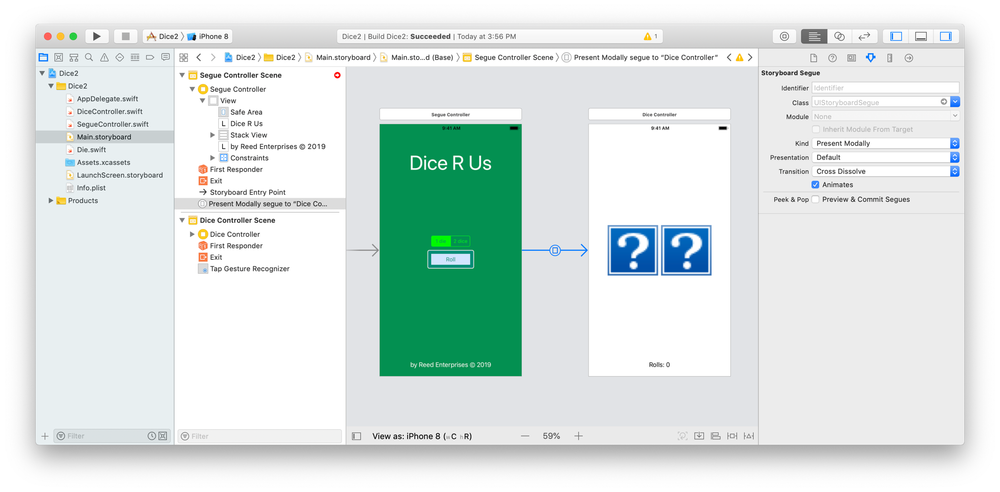 Dice2 iPhone 8
Dice2 | Build Dice2: Succeeded | Today at 3:56 PM 1
Dice2 Dice2 Main.storyboard Main.sto...d (Base) Segue Controller Scene Present Modally segue to “Dice Controller”
Dice2
Dice2
AppDelegate.swift
DiceController.swift
SegueController.swift
Main.storyboard
Die.swift
Assets.xcassets
LaunchScreen.storyboard
Info.plist
Products
Filter
Segue Controller Scene
Segue Controller
View
Safe Area
L Dice R Us
Stack View
L by Reed Enterprises © 2019
Constraints
First Responder
Exit
Storyboard Entry Point
Present Modally segue to “Dice Co...
Dice Controller Scene
Dice Controller
First Responder
Exit
Tap Gesture Recognizer
Filter
Segue Controller
9:41 AM
Dice R Us
1 die 2 dice
Roll
by Reed Enterprises © 2019
Dice Controller
9:41 AM
? ?
Rolls: 0
View as: iPhone 8 (wC hR)
59%
Storyboard Segue
Identifier Identifier
Class UIStoryboardSegue
Module None
Inherit Module From Target
Kind Present Modally
Presentation Default
Transition Cross Dissolve
Animates
Peek & Pop Preview & Commit Segues